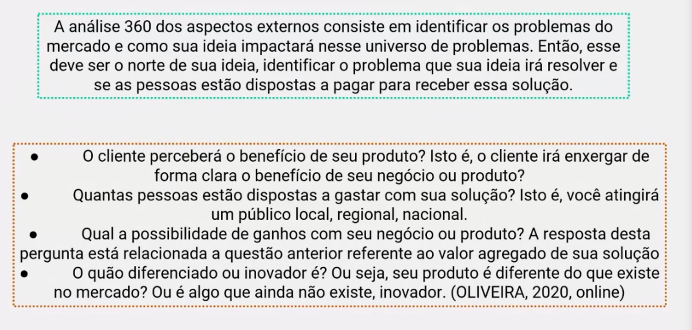 A análise 360 dos aspectos externos consiste em identificar os problemas do
mercado e como sua ideia impactará nesse universo de problemas. Então, esse
deve ser o norte de sua ideia, identificar o problema que sua ideia irá resolver e
se as pessoas estão dispostas a pagar para receber essa solução.
● O cliente perceberá o benefício de seu produto? Isto é, o cliente irá enxergar de
forma clara o benefício de seu negócio ou produto?
● Quantas pessoas estão dispostas a gastar com sua solução? Isto é, você atingirá
um público local, regional, nacional.
● Qual a possibilidade de ganhos com seu negócio ou produto? A resposta desta
pergunta está relacionada a questão anterior referente ao valor agregado de sua solução
● O quão diferenciado ou inovador é? Ou seja, seu produto é diferente do que existe
no mercado? Ou é algo que ainda não existe, inovador. (OLIVEIRA, 2020, online)